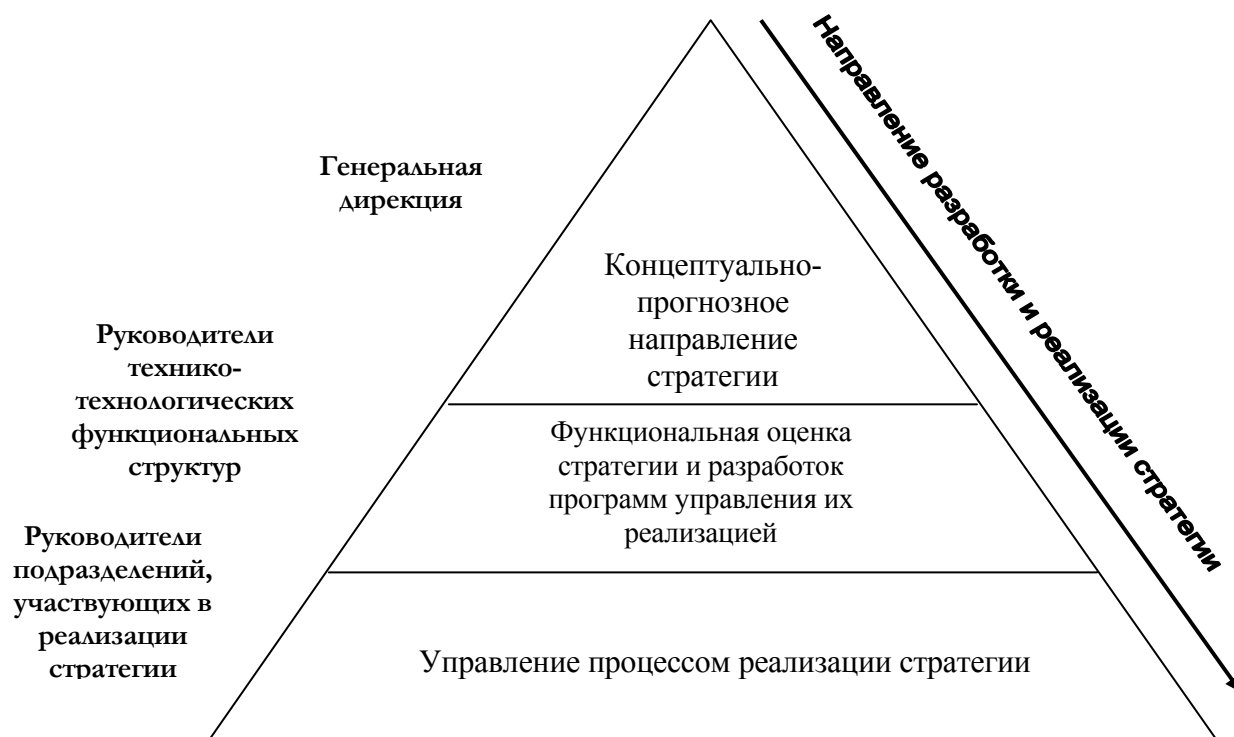 Направление разработки и реализации стратегии
Генеральная
дирекция
Концептуально-
прогнозное
направление
стратегии
Руководители
технико-
технологических
функциональных
структур
Функциональная оценка
стратегии и разработок
программ управления их
реализацией
Руководители
подразделений,
участвующих в
реализации
стратегии
Управление процессом реализации стратегии